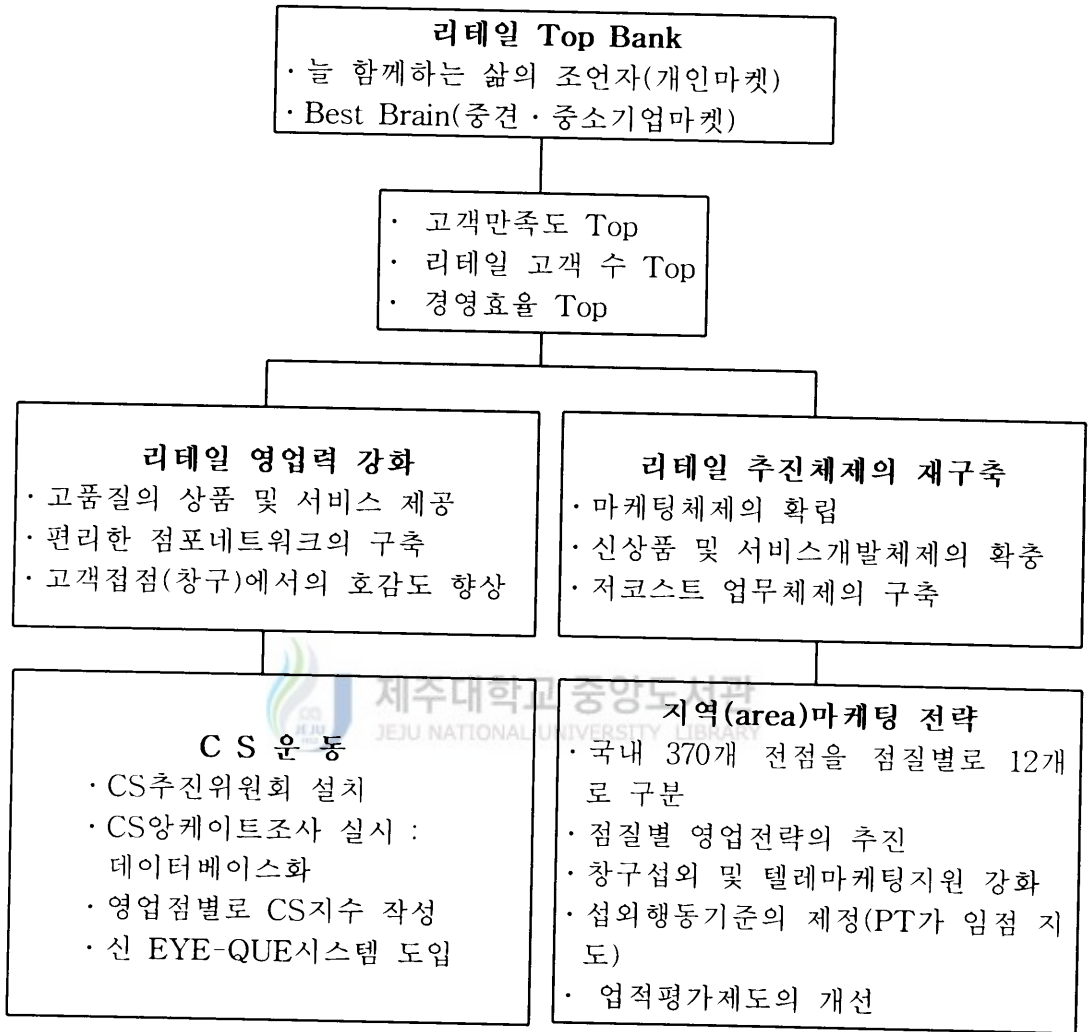 리테일 Top Bank
· 늘 함께하는 삶의 조언자(개인마켓)
· Best Brain(중견 · 중소기업마켓)
· 고객만족도 Top
· 리테일 고객 수 Top
· 경영효율 Top
리테일 영업력 강화
· 고품질의 상품 및 서비스 제공
· 편리한 점포네트워크의 구축
· 고객접점(창구)에서의 호감도 향상
리테일 추진체제의 재구축
· 마케팅체제의 확립
· 신상품 및 서비스개발체제의 확충
· 저코스트 업무체제의 구축
C S 운 동
· CS추진위원회 설치
· CS앙케이트조사 실시 :
데이터베이스화
· 영업점별로 CS지수 작성
· 신 EYE-QUE시스템 도입
지역(area)마케팅 전략
· 국내 370개 전점을 점질별로 12개
로 구분
· 점질별 영업전략의 추진
· 창구섭외 및 텔레마케팅지원 강화
· 섭외행동기준의 제정(PT가 임점 지
도)
· 업적평가제도의 개선
제주대학교 중앙도서관
JEJU NATIONAL UNIVERSITY LIBRARY